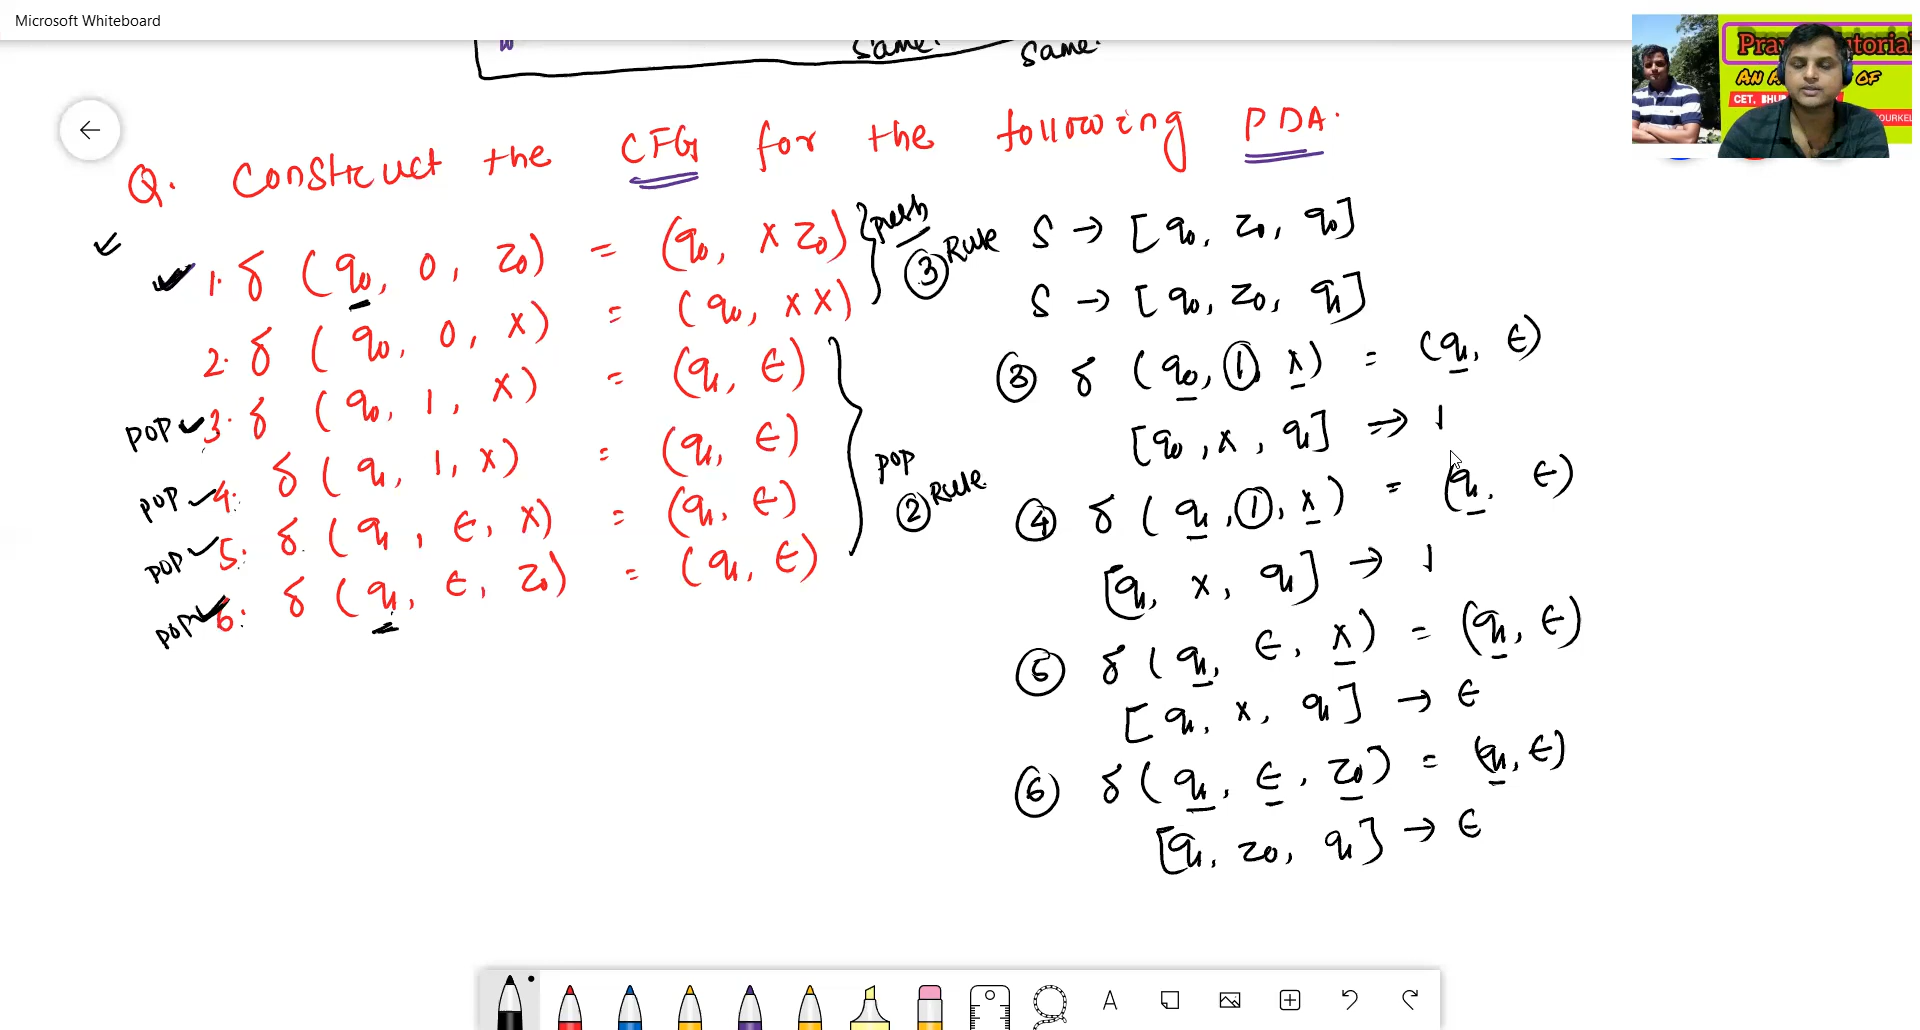 Microsoft Whiteboard
same.
same.
Q. Construct the CFG for the following PDA.
1. δ (q0, 0, z0) = (q0, x z0)
2. δ (q0, 0, x) = (q0, xx)
POP 3. δ (q0, 1, x) = (q1, ε)
POP 4: δ (q1, 1, x) = (q1, ε)
POP 5: δ (q1, ε, x) = (q1, ε)
POP 6: δ (q1, ε, z0) = (q1, ε)
push
③ Rule
pop
② Rule
S → [q0, z0, q0]
S → [q0, z0, q1]
③ δ (q0, 1, x) = (q1, ε)
[q0, x, q1] ⇒ 1
④ δ (q1, 1, x) = (q1, ε)
[q1, x, q1] → 1
⑤ δ (q1, ε, x) = (q1, ε)
[q1, x, q1] → ε
⑥ δ (q1, ε, z0) = (q1, ε)
[q1, z0, q1] → ε
AN OF
CET,
A